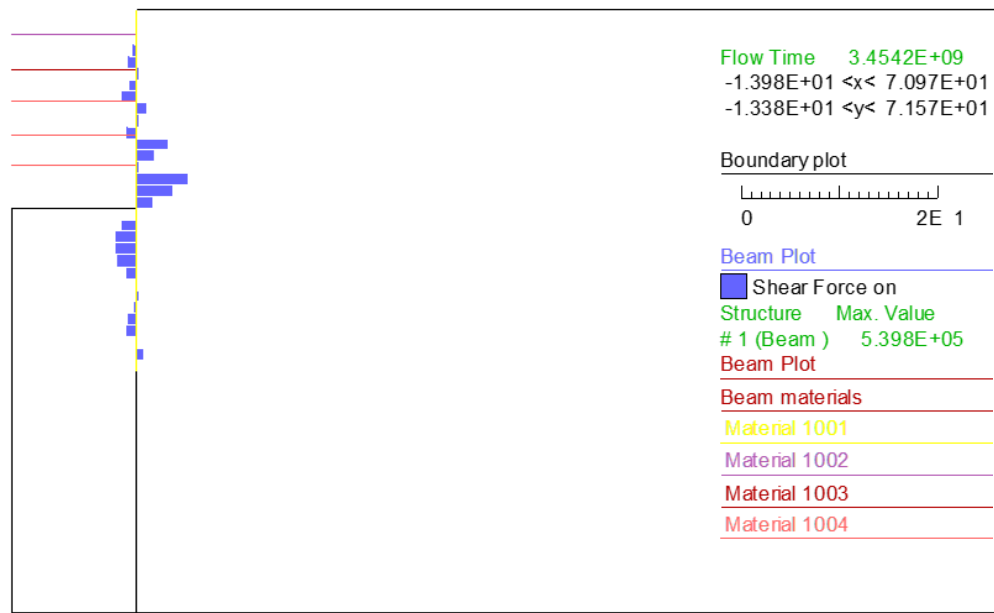 Flow Time 3.4542E+09
-1.398E+01 <x< 7.097E+01
-1.338E+01 <y< 7.157E+01
Boundary plot
0 2E 1
Beam Plot
Shear Force on
Structure Max. Value
# 1 (Beam ) 5.398E+05
Beam Plot
Beam materials
Material 1001
Material 1002
Material 1003
Material 1004